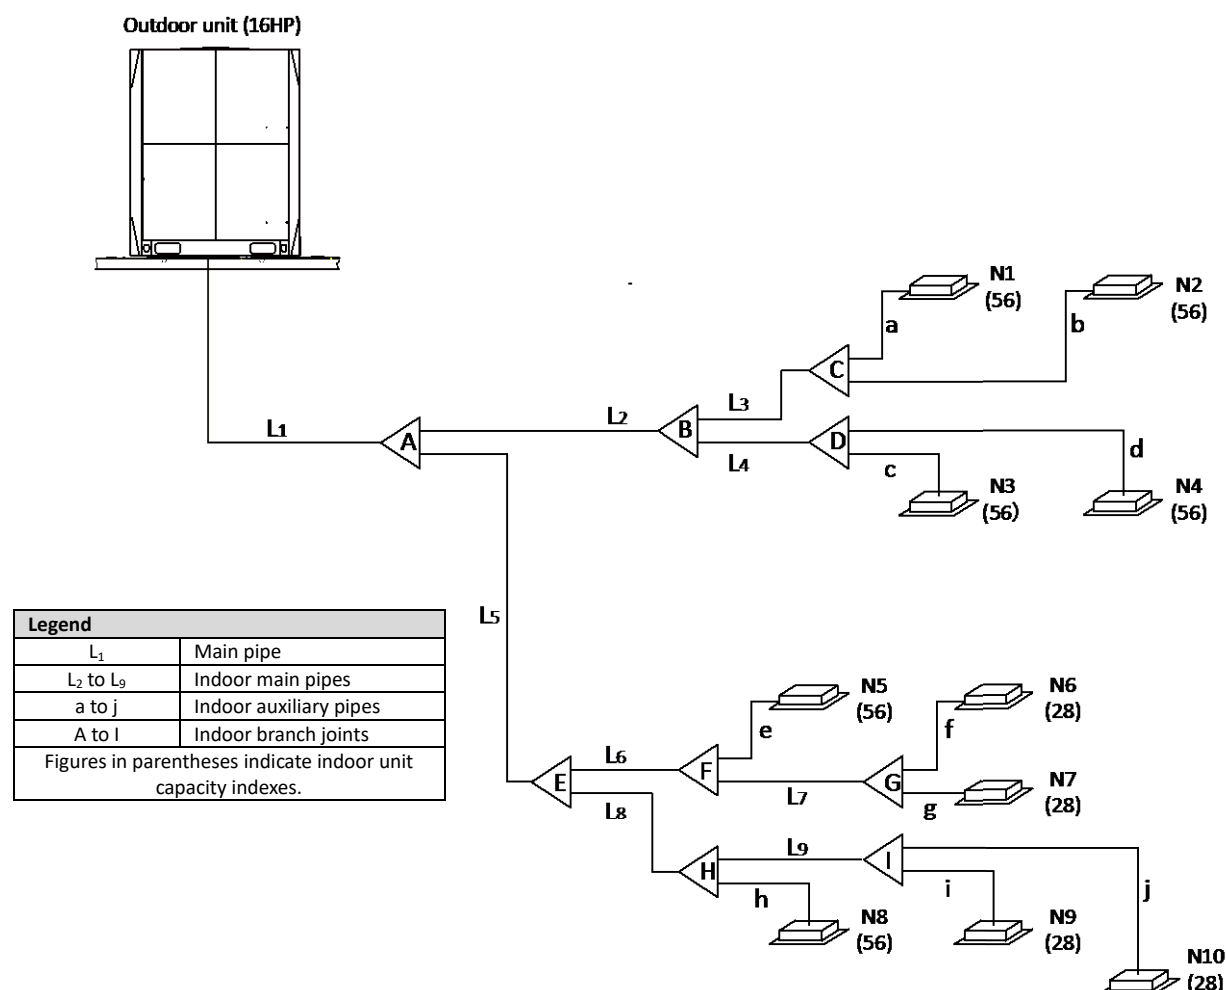 Outdoor unit (16HP)
N1
(56)
N2
(56)
a
b
C
L3
L2
B
L1
A
L4
D
d
c
N3
(56)
N4
(56)
L5
Legend
L1 Main pipe
L2 to L9 Indoor main pipes
a to j Indoor auxiliary pipes
A to I Indoor branch joints
Figures in parentheses indicate indoor unit
capacity indexes.
N5
(56)
N6
(28)
e
f
L6
F
E
G
N7
(28)
L7
g
L8
L9
I
H
h
i
j
N8
(56)
N9
(28)
N10
(28)